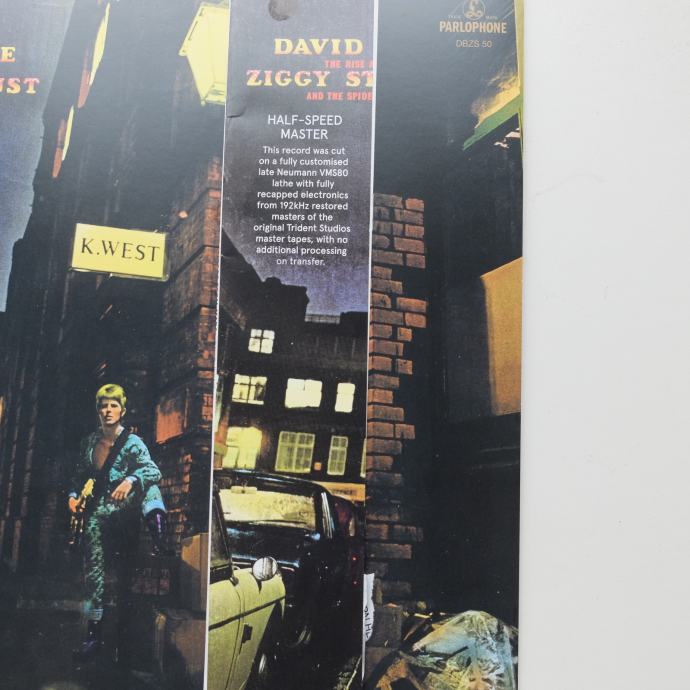 E
UST
K.WEST
DAVID
THE RISE
ZIGGY ST
AND THE SPIDE
HALF-SPEED
MASTER
This record was cut
on a fully customised
late Neumann VMS80
lathe with fully
recapped electronics
from 192kHz restored
masters of the
original Trident Studios
master tapes, with no
additional processing
on transfer.
TRADE MARK
PARLOPHONE
DBZS 50